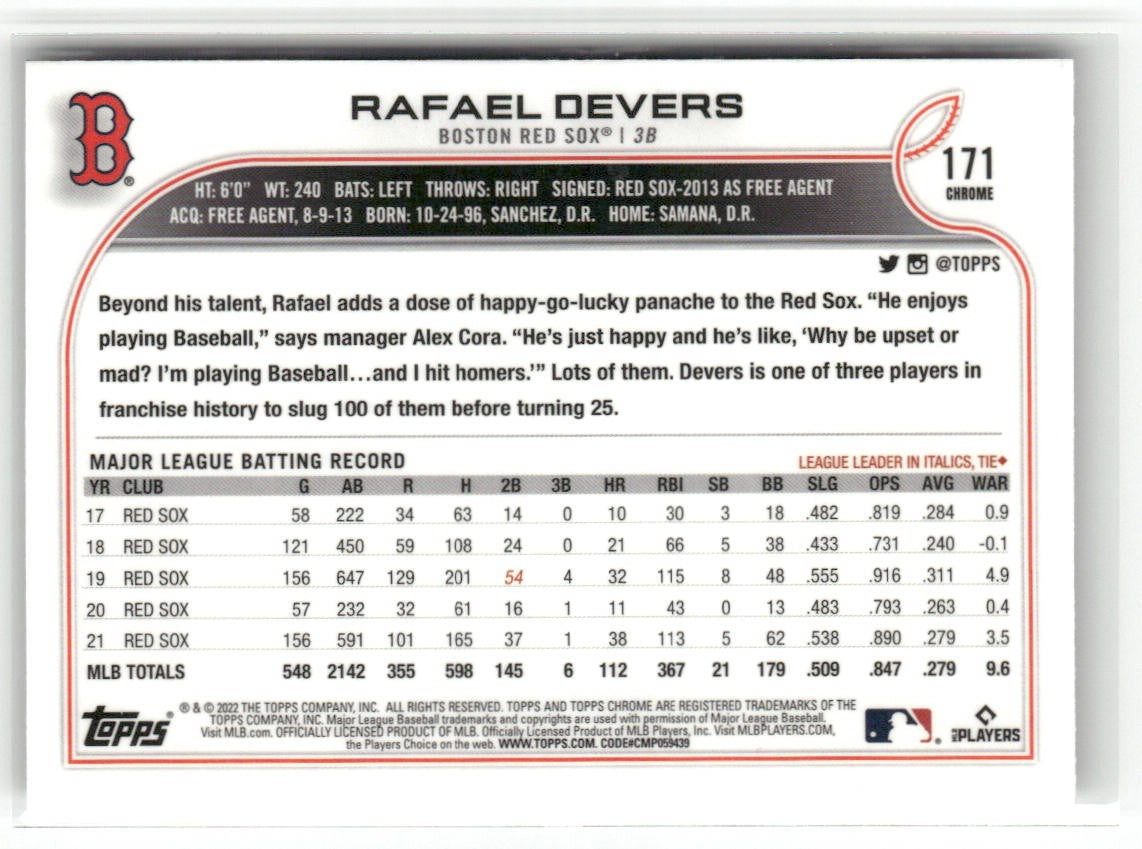 B®
RAFAEL DEVERS
BOSTON RED SOX® | 3B
171
CHROME
HT: 6'0" WT: 240 BATS: LEFT THROWS: RIGHT SIGNED: RED SOX-2013 AS FREE AGENT
ACQ: FREE AGENT, 8-9-13 BORN: 10-24-96, SANCHEZ, D.R. HOME: SAMANA, D.R.
@TOPPS
Beyond his talent, Rafael adds a dose of happy-go-lucky panache to the Red Sox. “He enjoys
playing Baseball,” says manager Alex Cora. “He’s just happy and he’s like, ‘Why be upset or
mad? I’m playing Baseball…and I hit homers.’” Lots of them. Devers is one of three players in
franchise history to slug 100 of them before turning 25.
MAJOR LEAGUE BATTING RECORD LEAGUE LEADER IN ITALICS, TIE◆
YR CLUB G AB R H 2B 3B HR RBI SB BB SLG OPS AVG WAR
17 RED SOX 58 222 34 63 14 0 10 30 3 18 .482 .819 .284 0.9
18 RED SOX 121 450 59 108 24 0 21 66 5 38 .433 .731 .240 -0.1
19 RED SOX 156 647 129 201 54 4 32 115 8 48 .555 .916 .311 4.9
20 RED SOX 57 232 32 61 16 1 11 43 0 13 .483 .793 .263 0.4
21 RED SOX 156 591 101 165 37 1 38 113 5 62 .538 .890 .279 3.5
MLB TOTALS 548 2142 355 598 145 6 112 367 21 179 .509 .847 .279 9.6
topps®
® & © 2022 THE TOPPS COMPANY, INC. ALL RIGHTS RESERVED. TOPPS AND TOPPS CHROME ARE REGISTERED TRADEMARKS OF THE
TOPPS COMPANY, INC. Major League Baseball trademarks and copyrights are used with permission of Major League Baseball.
Visit MLB.com. OFFICIALLY LICENSED PRODUCT OF MLB. Officially Licensed Product of MLB Players, Inc. Visit MLBPLAYERS.COM,
the Players Choice on the web. WWW.TOPPS.COM. CODE#CMP059439
MLB PLAYERS